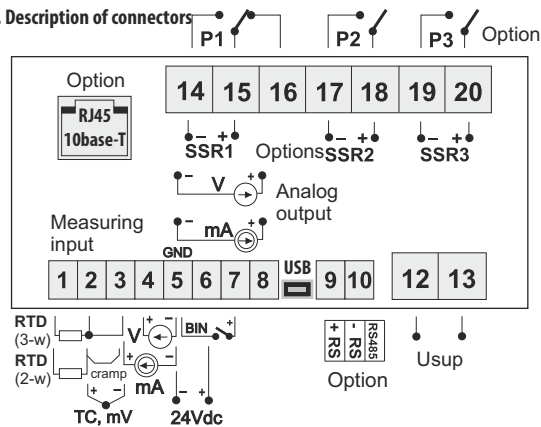 . Description of connectors
P1 P2 P3 Option
Option
RJ45
10base-T
14 15 16 17 18 19 20
- + - + - +
SSR1 Options SSR2 SSR3
- V +
Analog
output
- mA +
Measuring
input
GND
USB
1 2 3 4 5 6 7 8 9 10 12 13
RTD
(3-w)
+ V -
BIN +
RTD
(2-w)
cramp
+ mA -
+ -
TC, mV
- +
24Vdc
+ RS
- RS
RS485
Option
Usup